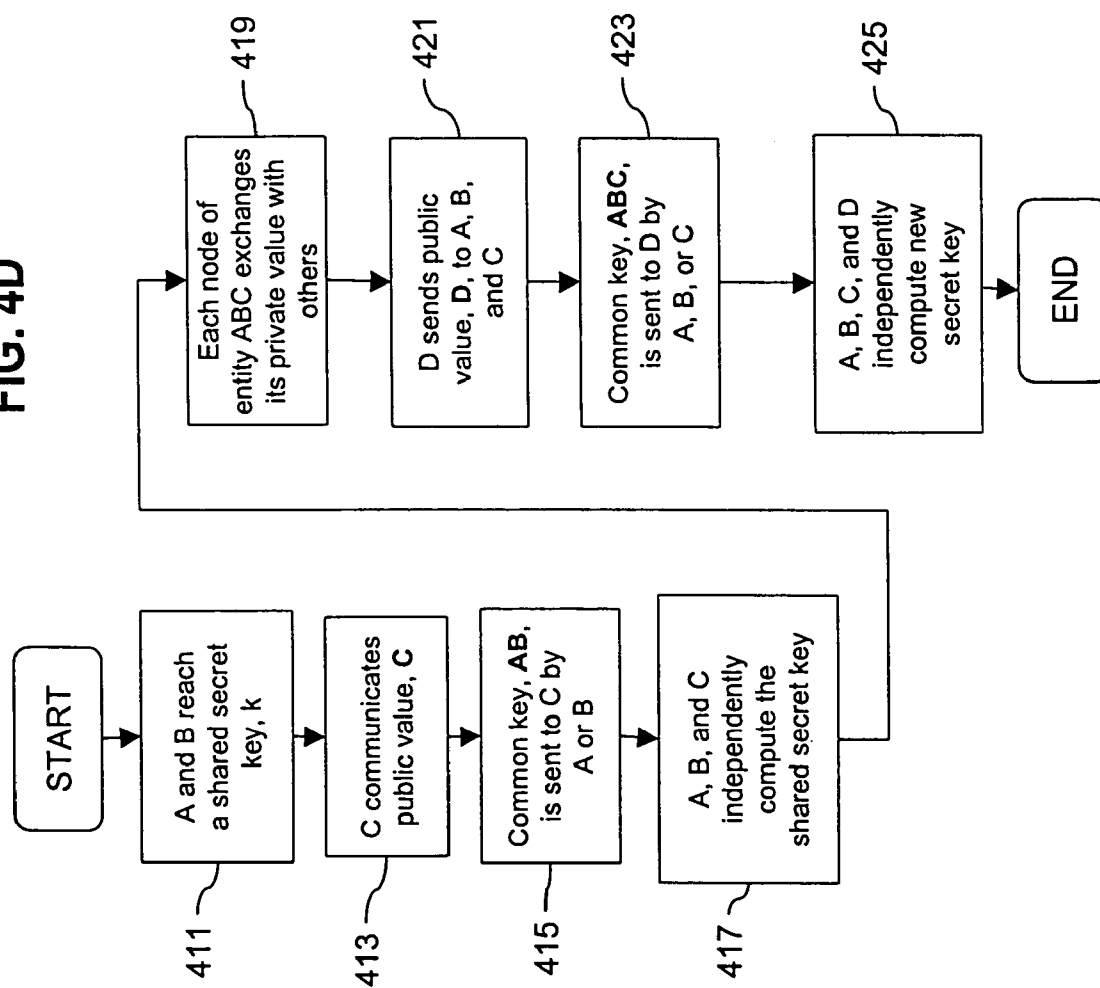 FIG. 4D
START
A and B reach
a shared secret
key, k
411
C communicates
public value, C
413
Common key, AB,
is sent to C by
A or B
415
A, B, and C
independently
compute the
shared secret key
417
Each node of
entity ABC exchanges
its private value with
others
419
D sends public
value, D, to A, B,
and C
421
Common key, ABC,
is sent to D by
A, B, or C
423
A, B, C, and D
independently
compute new
secret key
425
END